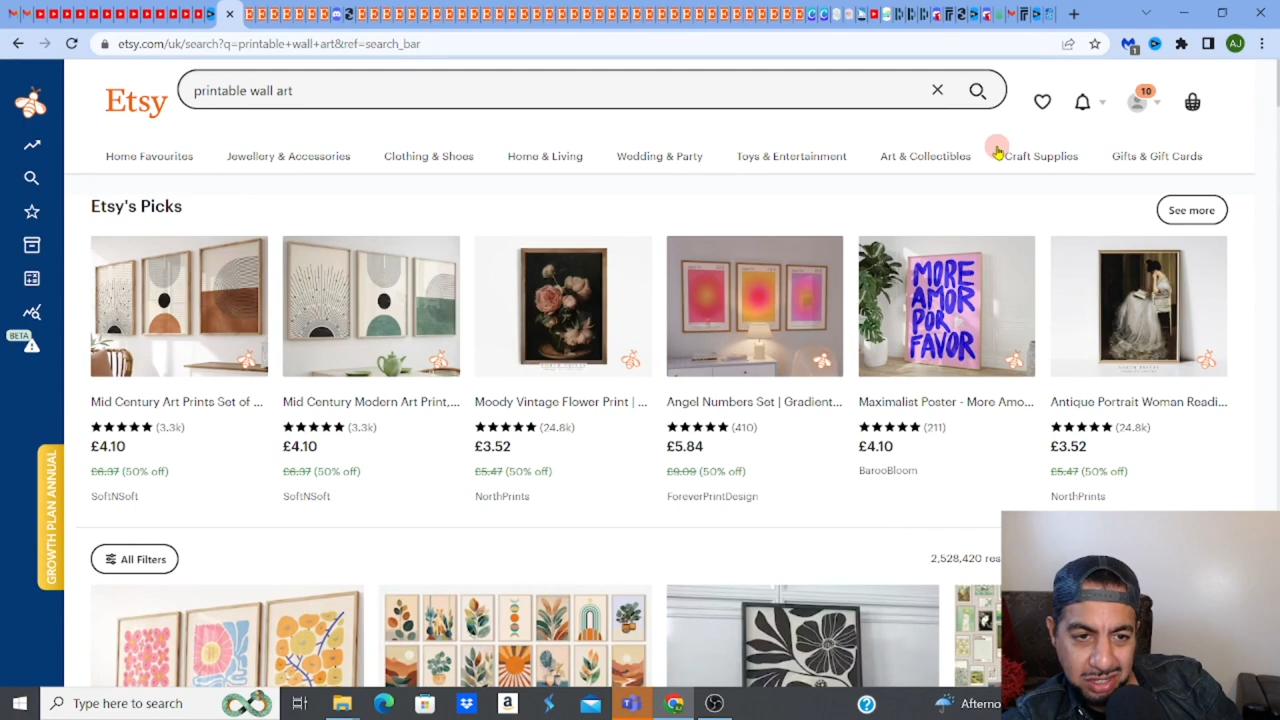 etsy.com/uk/search?q=printable+wall+art&ref=search_bar
1
AJ
Etsy
printable wall art
10
Home Favourites Jewellery & Accessories Clothing & Shoes Home & Living Wedding & Party Toys & Entertainment Art & Collectibles Craft Supplies Gifts & Gift Cards
BETA
GROWTH PLAN ANNUAL
Etsy's Picks
See more
MORE
AMOR
POR
FAVOR
Mid Century Art Prints Set of ... Mid Century Modern Art Print,... Moody Vintage Flower Print | ... Angel Numbers Set | Gradient... Maximalist Poster - More Amo... Antique Portrait Woman Readi...
(3.3k) (3.3k) (24.8k) (410) (211) (24.8k)
£4.10 £4.10 £3.52 £5.84 £4.10 £3.52
£6.37 (50% off) £6.37 (50% off) £5.47 (50% off) £9.09 (50% off) BarooBloom £5.47 (50% off)
SoftNSoft SoftNSoft NorthPrints ForeverPrintDesign NorthPrints
All Filters
2,528,420 res
Type here to search
Afterno